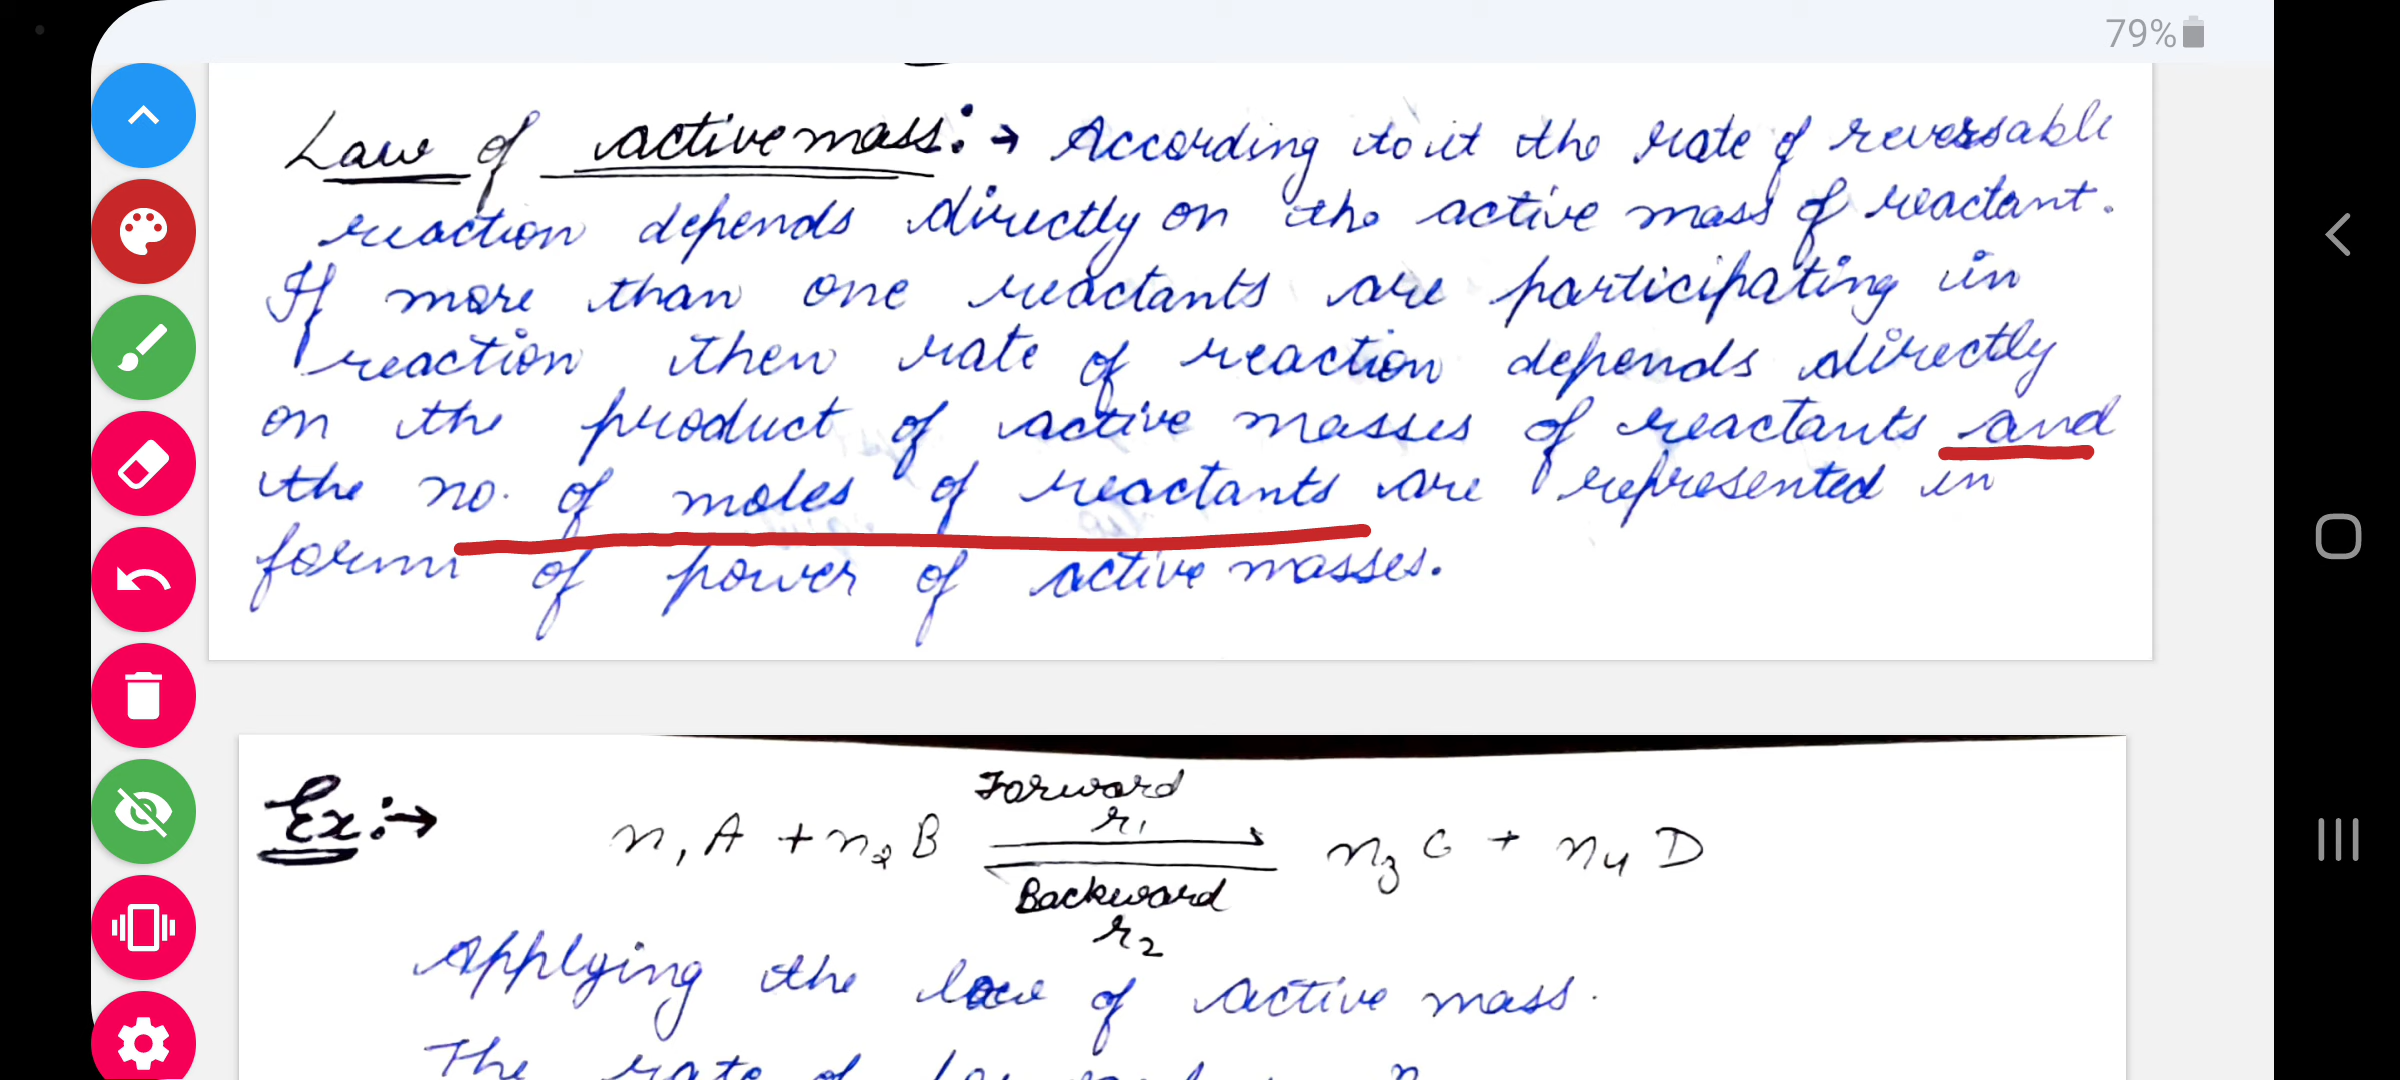 79%
Law of active mass :→ According to it the rate of reversable
reaction depends directly on the active mass of reactant.
If more than one reactants are participating in
reaction then rate of reaction depends directly
on the product of active masses of reactants and
the no. of moles of reactants are represented in
form of power of active masses.
Ex:→
Forward
r₁
n₁A + n₂B ⇌ n₃C + n₄D
Backward
r₂
Applying the law of active mass.
The rate of